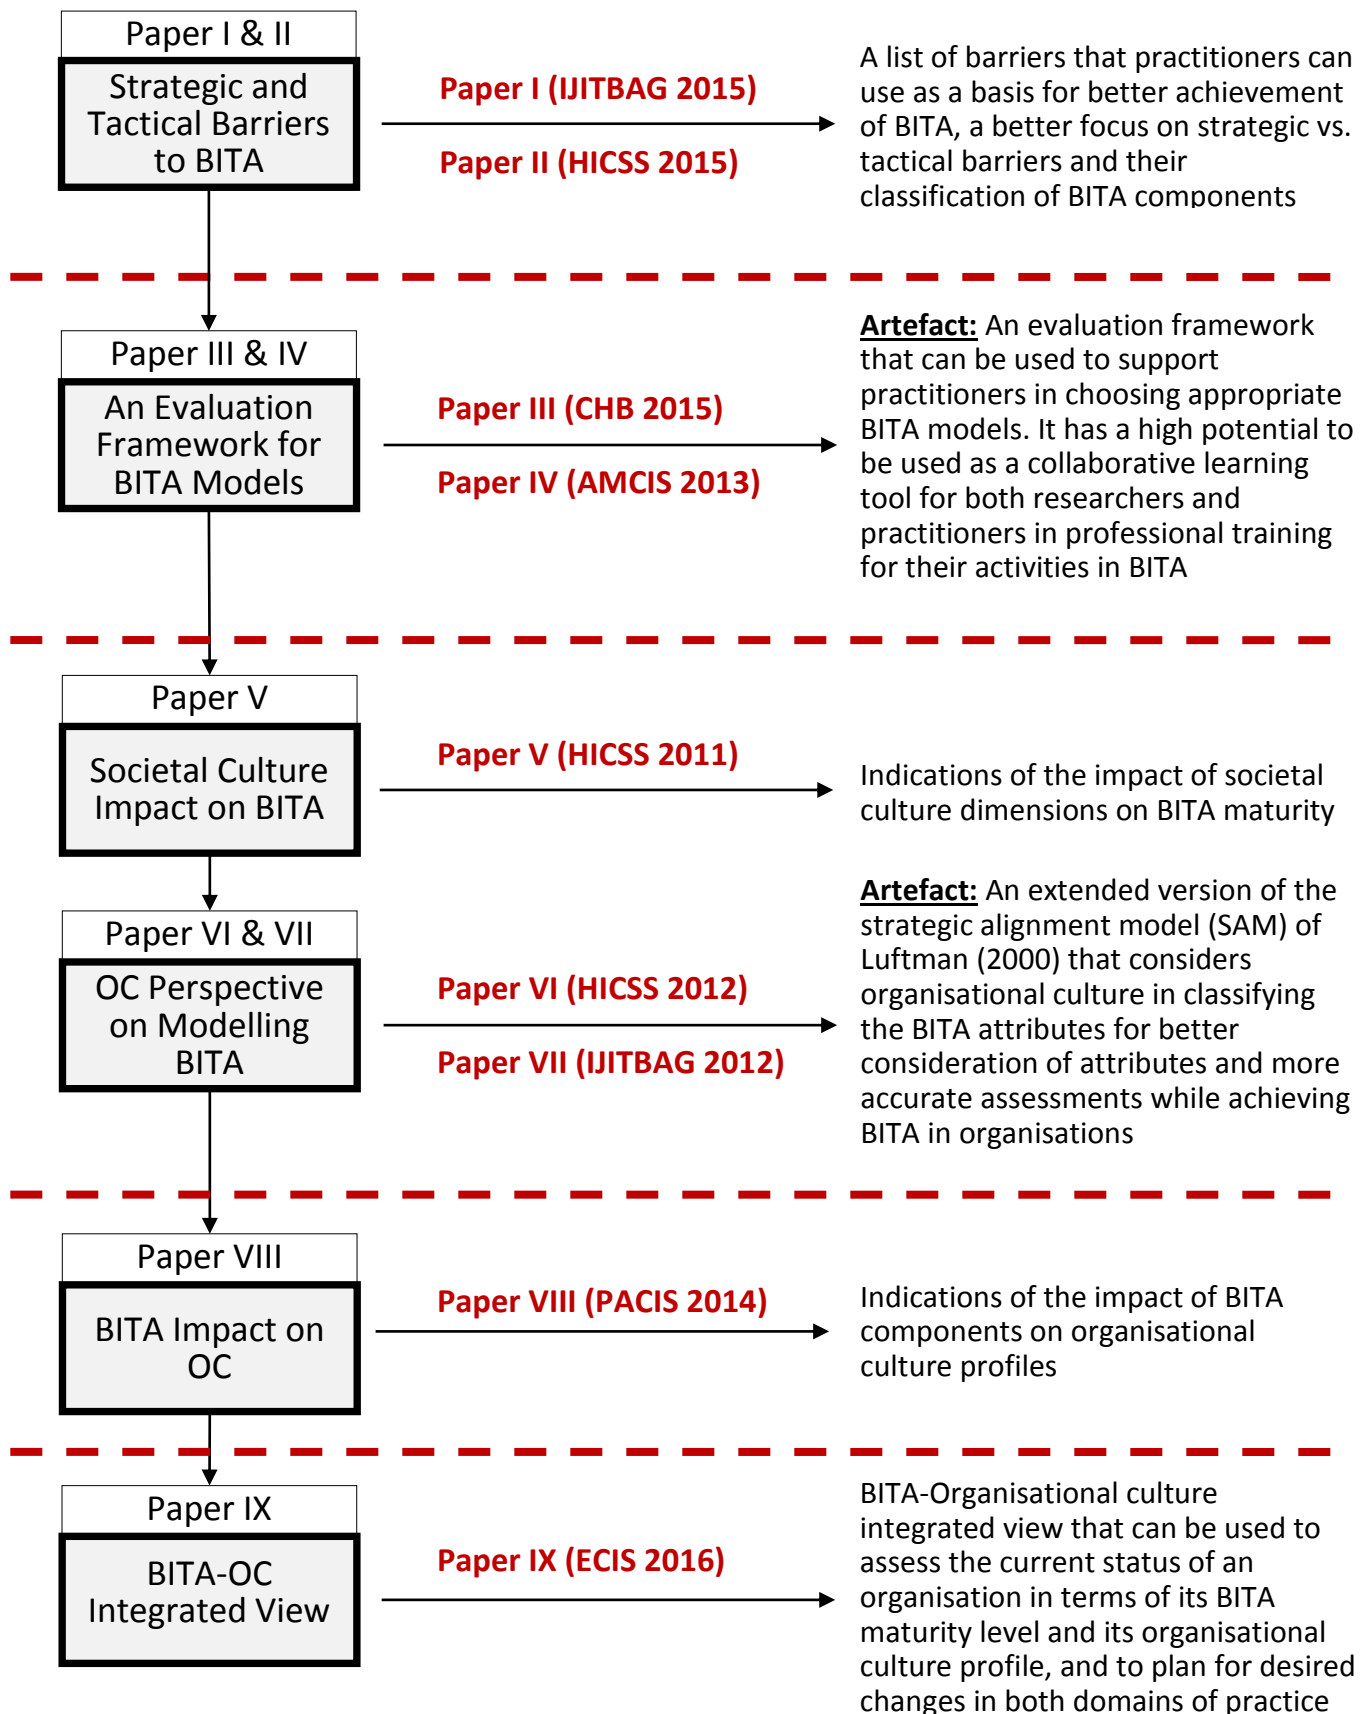 Paper I & II
Strategic and
Tactical Barriers
to BITA
Paper I (IJITBAG 2015)
Paper II (HICSS 2015)
A list of barriers that practitioners can
use as a basis for better achievement
of BITA, a better focus on strategic vs.
tactical barriers and their
classification of BITA components
Paper III & IV
An Evaluation
Framework for
BITA Models
Paper III (CHB 2015)
Paper IV (AMCIS 2013)
Artefact: An evaluation framework
that can be used to support
practitioners in choosing appropriate
BITA models. It has a high potential to
be used as a collaborative learning
tool for both researchers and
practitioners in professional training
for their activities in BITA
Paper V
Societal Culture
Impact on BITA
Paper V (HICSS 2011)
Indications of the impact of societal
culture dimensions on BITA maturity
Paper VI & VII
OC Perspective
on Modelling
BITA
Paper VI (HICSS 2012)
Paper VII (IJITBAG 2012)
Artefact: An extended version of the
strategic alignment model (SAM) of
Luftman (2000) that considers
organisational culture in classifying
the BITA attributes for better
consideration of attributes and more
accurate assessments while achieving
BITA in organisations
Paper VIII
BITA Impact on
OC
Paper VIII (PACIS 2014)
Indications of the impact of BITA
components on organisational
culture profiles
Paper IX
BITA-OC
Integrated View
Paper IX (ECIS 2016)
BITA-Organisational culture
integrated view that can be used to
assess the current status of an
organisation in terms of its BITA
maturity level and its organisational
culture profile, and to plan for desired
changes in both domains of practice